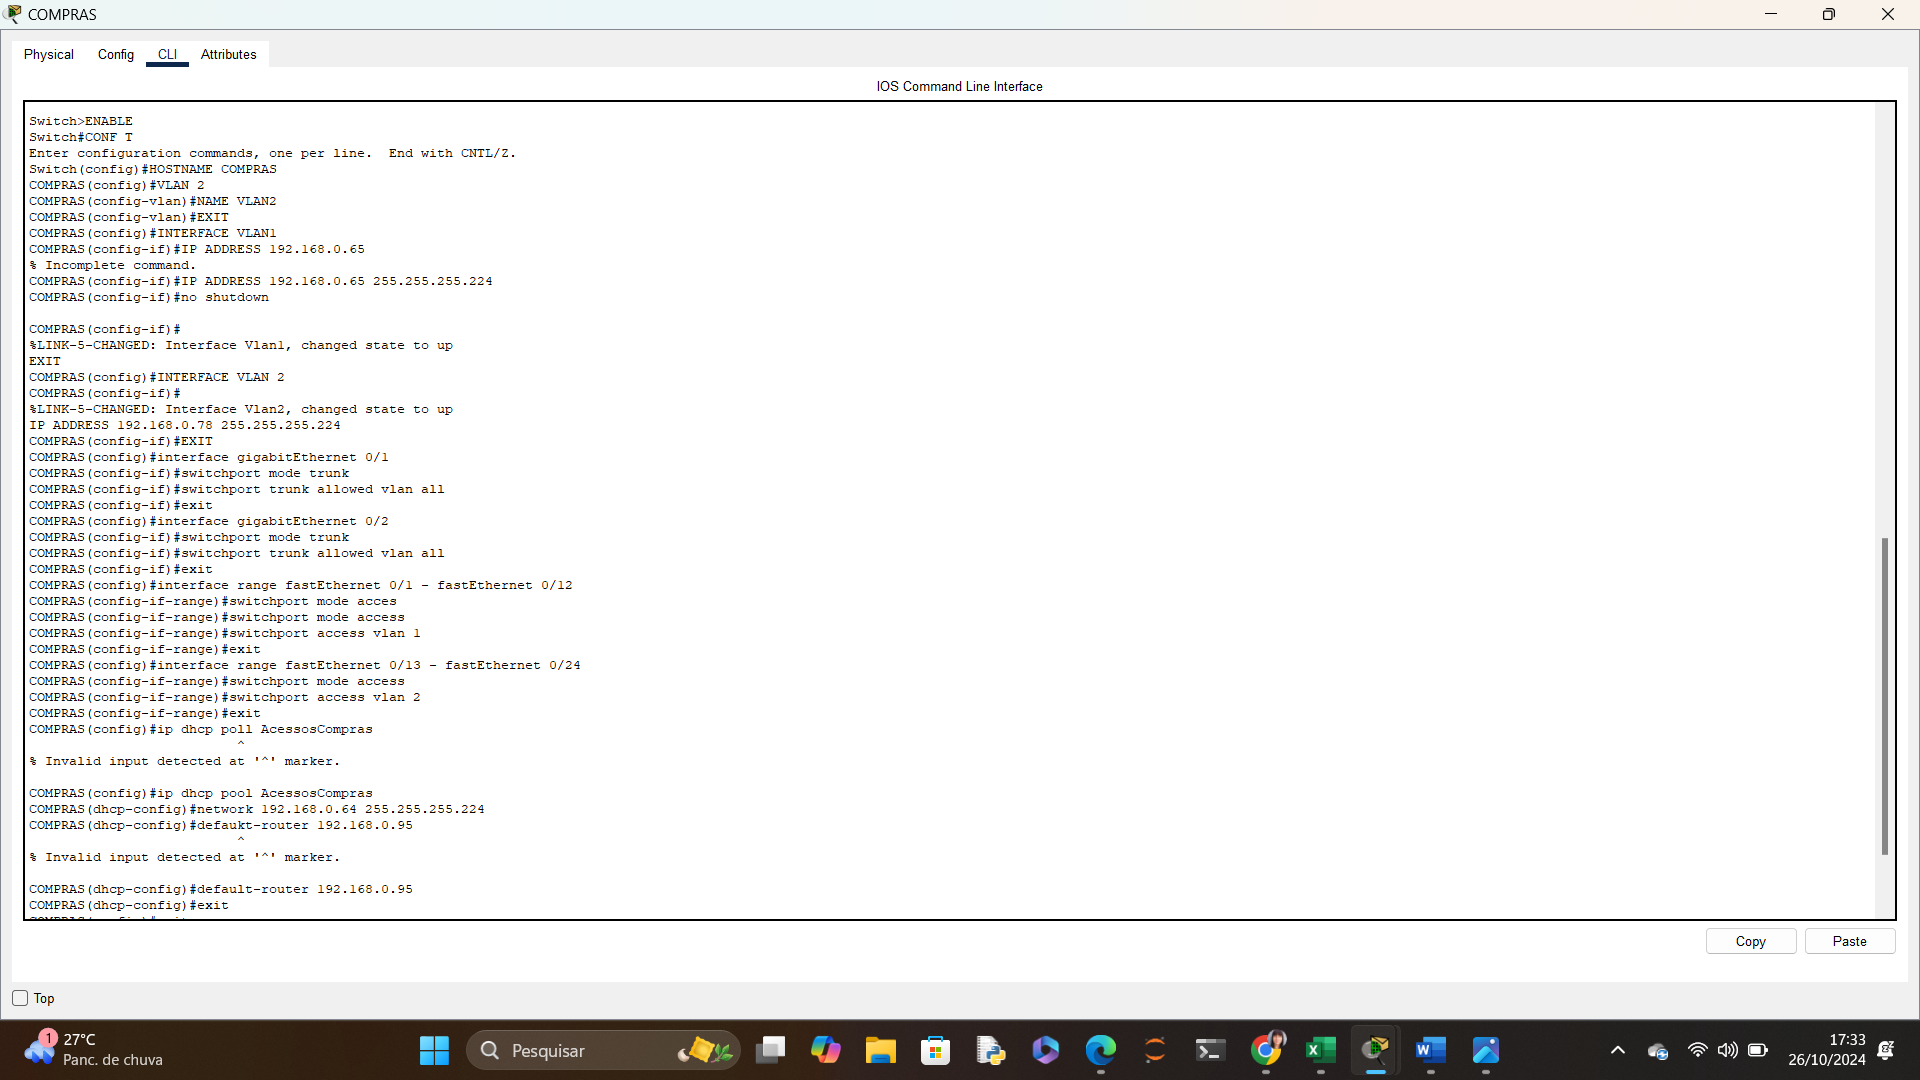 COMPRAS
Physical Config CLI Attributes
IOS Command Line Interface
Switch>ENABLE
Switch#CONF T
Enter configuration commands, one per line.  End with CNTL/Z.
Switch(config)#HOSTNAME COMPRAS
COMPRAS(config)#VLAN 2
COMPRAS(config-vlan)#NAME VLAN2
COMPRAS(config-vlan)#EXIT
COMPRAS(config)#INTERFACE VLAN1
COMPRAS(config-if)#IP ADDRESS 192.168.0.65
% Incomplete command.
COMPRAS(config-if)#IP ADDRESS 192.168.0.65 255.255.255.224
COMPRAS(config-if)#no shutdown
COMPRAS(config-if)#
%LINK-5-CHANGED: Interface Vlan1, changed state to up
EXIT
COMPRAS(config)#INTERFACE VLAN 2
COMPRAS(config-if)#
%LINK-5-CHANGED: Interface Vlan2, changed state to up
IP ADDRESS 192.168.0.78 255.255.255.224
COMPRAS(config-if)#EXIT
COMPRAS(config)#interface gigabitEthernet 0/1
COMPRAS(config-if)#switchport mode trunk
COMPRAS(config-if)#switchport trunk allowed vlan all
COMPRAS(config-if)#exit
COMPRAS(config)#interface gigabitEthernet 0/2
COMPRAS(config-if)#switchport mode trunk
COMPRAS(config-if)#switchport trunk allowed vlan all
COMPRAS(config-if)#exit
COMPRAS(config)#interface range fastEthernet 0/1 - fastEthernet 0/12
COMPRAS(config-if-range)#switchport mode acces
COMPRAS(config-if-range)#switchport mode access
COMPRAS(config-if-range)#switchport access vlan 1
COMPRAS(config-if-range)#exit
COMPRAS(config)#interface range fastEthernet 0/13 - fastEthernet 0/24
COMPRAS(config-if-range)#switchport mode access
COMPRAS(config-if-range)#switchport access vlan 2
COMPRAS(config-if-range)#exit
COMPRAS(config)#ip dhcp poll AcessosCompras
^
% Invalid input detected at '^' marker.
COMPRAS(config)#ip dhcp pool AcessosCompras
COMPRAS(dhcp-config)#network 192.168.0.64 255.255.255.224
COMPRAS(dhcp-config)#defaukt-router 192.168.0.95
^
% Invalid input detected at '^' marker.
COMPRAS(dhcp-config)#default-router 192.168.0.95
COMPRAS(dhcp-config)#exit
Copy Paste
Top
1
27°C
Panc. de chuva
Pesquisar
17:33
26/10/2024